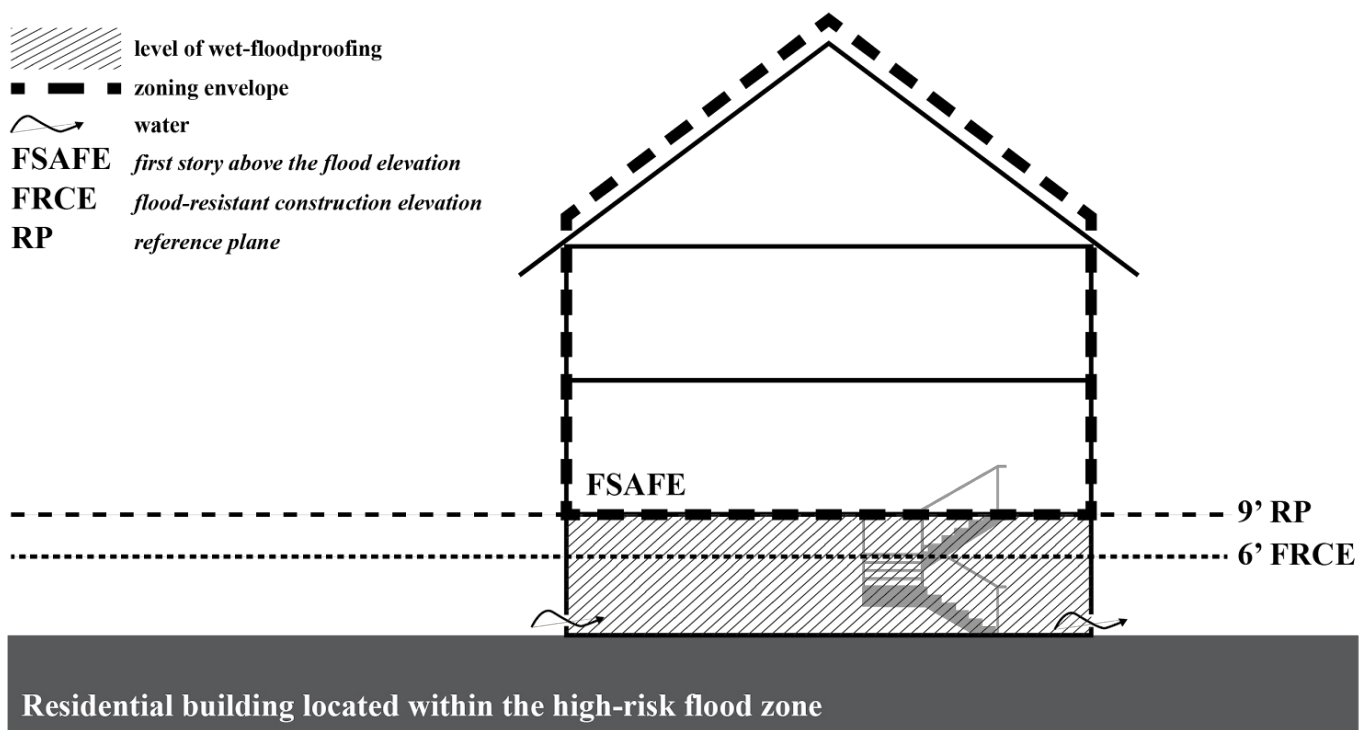 level of wet-floodproofing
zoning envelope
water
FSAFE first story above the flood elevation
FRCE flood-resistant construction elevation
RP reference plane
FSAFE
9’ RP
6’ FRCE
Residential building located within the high-risk flood zone